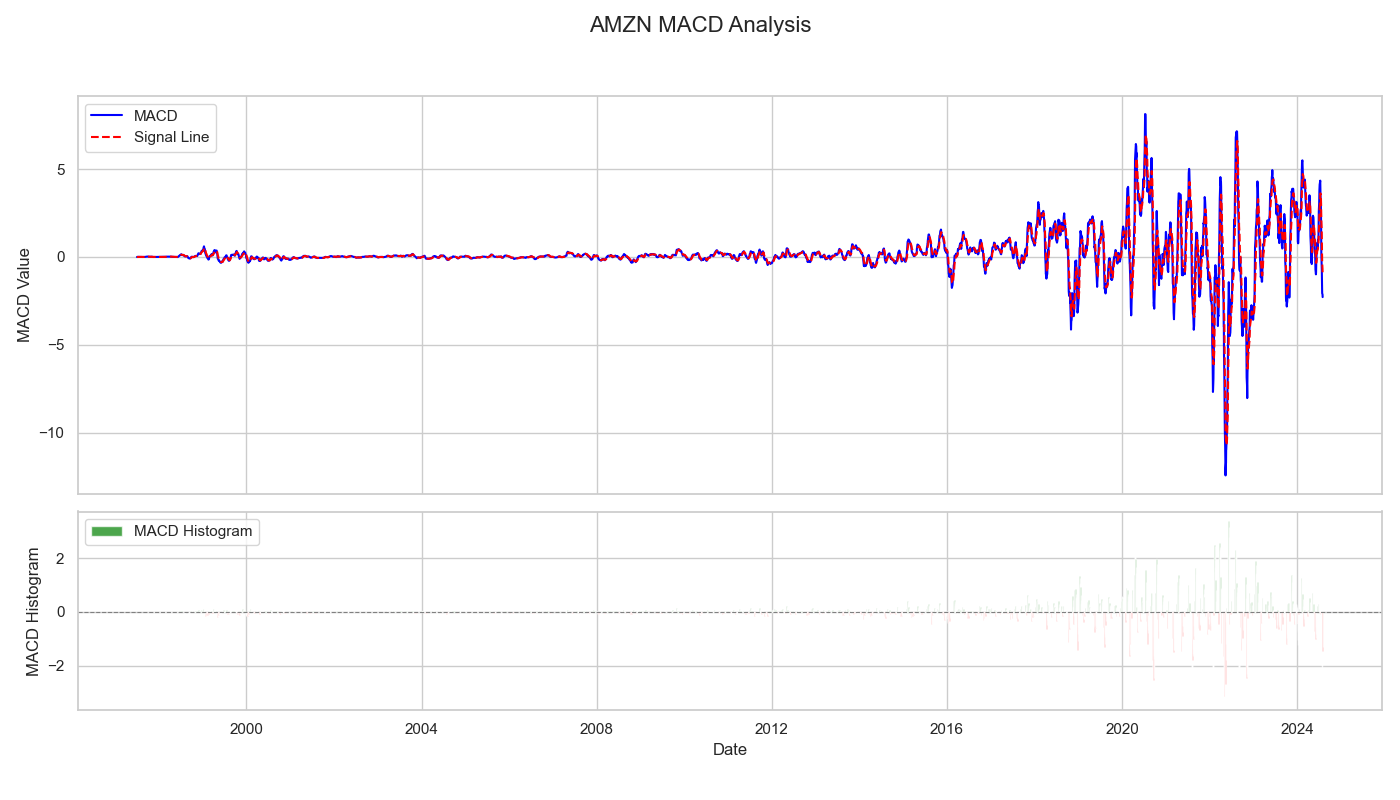 AMZN MACD Analysis
MACD
Signal Line
MACD Value
5
0
−5
−10
MACD Histogram
MACD Histogram
2
0
−2
2000 2004 2008 2012 2016 2020 2024
Date